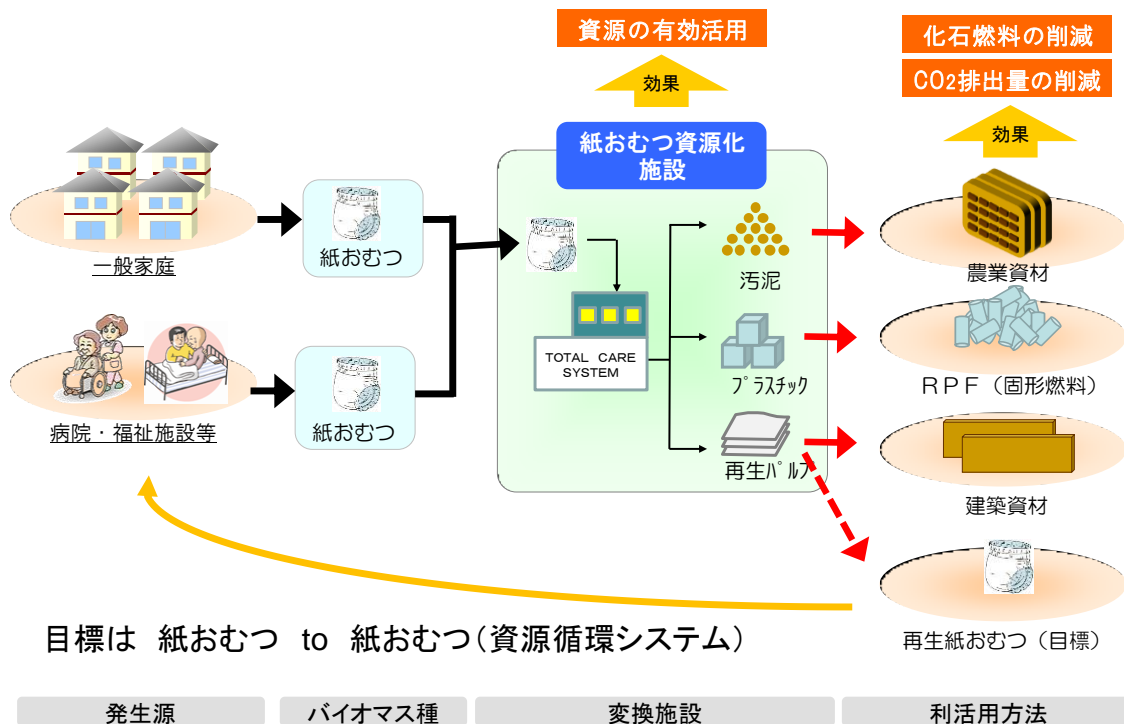 資源の有効活用
化石燃料の削減
CO2排出量の削減
効果
効果
紙おむつ資源化
施設
一般家庭
紙おむつ
汚泥
農業資材
TOTAL CARE
SYSTEM
プラスチック
RPF(固形燃料)
病院・福祉施設等
紙おむつ
再生パルプ
建築資材
目標は 紙おむつ to 紙おむつ(資源循環システム)
再生紙おむつ(目標)
発生源
バイオマス種
変換施設
利活用方法